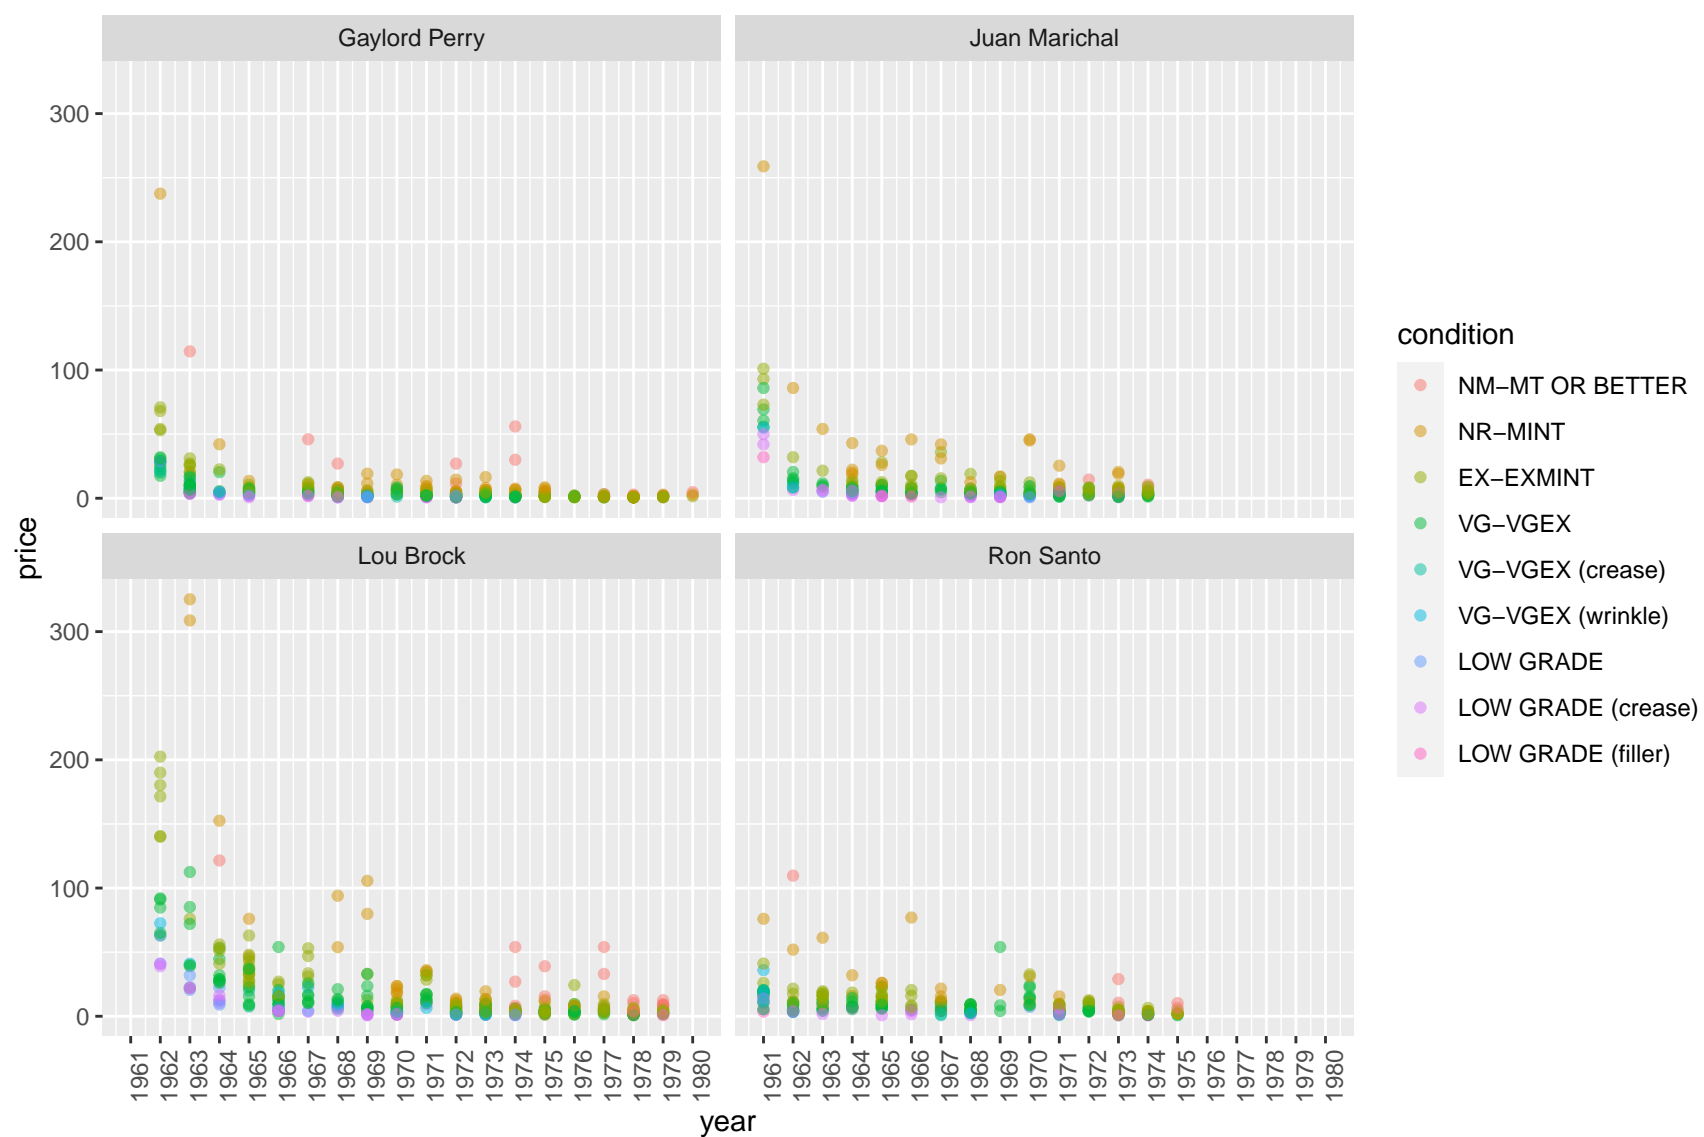 Gaylord Perry
Juan Marichal
300
200
100
0
Lou Brock
Ron Santo
300
200
100
0
price
1961 1962 1963 1964 1965 1966 1967 1968 1969 1970 1971 1972 1973 1974 1975 1976 1977 1978 1979 1980
1961 1962 1963 1964 1965 1966 1967 1968 1969 1970 1971 1972 1973 1974 1975 1976 1977 1978 1979 1980
year
condition
NM−MT OR BETTER
NR−MINT
EX−EXMINT
VG−VGEX
VG−VGEX (crease)
VG−VGEX (wrinkle)
LOW GRADE
LOW GRADE (crease)
LOW GRADE (filler)